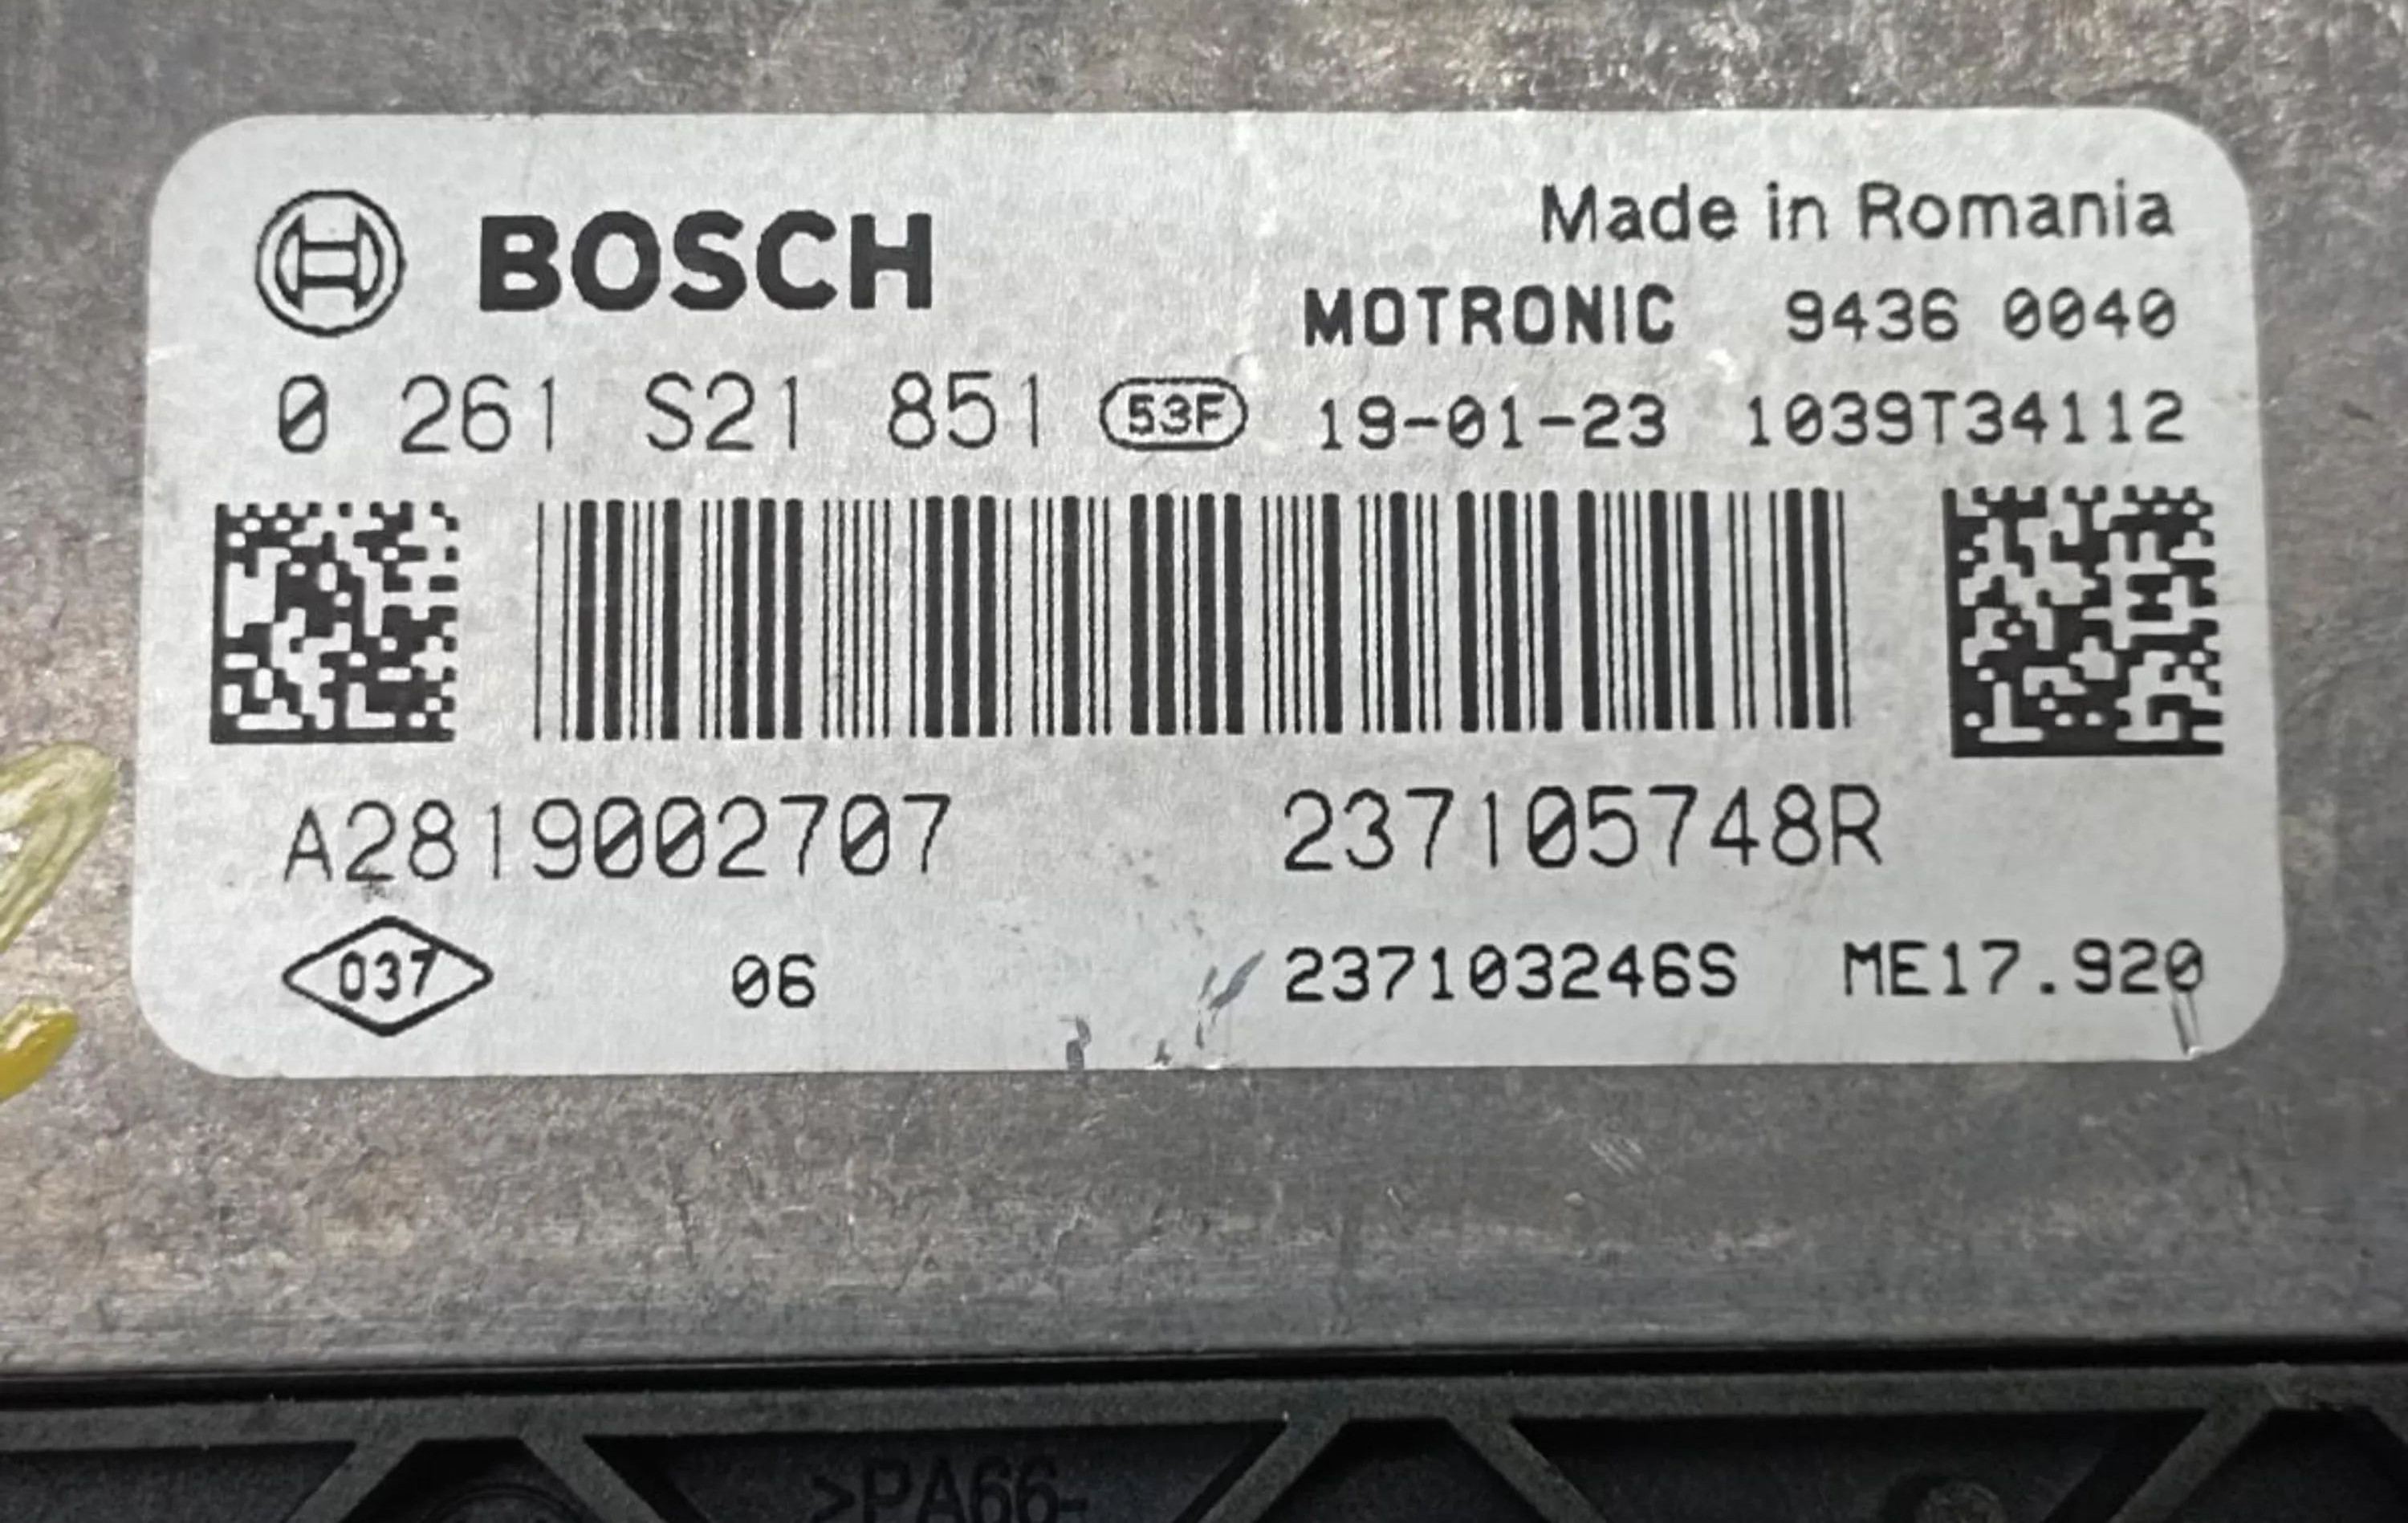 BOSCH
Made in Romania
MOTRONIC 9436 0040
0 261 S21 851 53F 19-01-23 1039T34112
A2819002707 237105748R
037 06 237103246S ME17.920
>PA66-